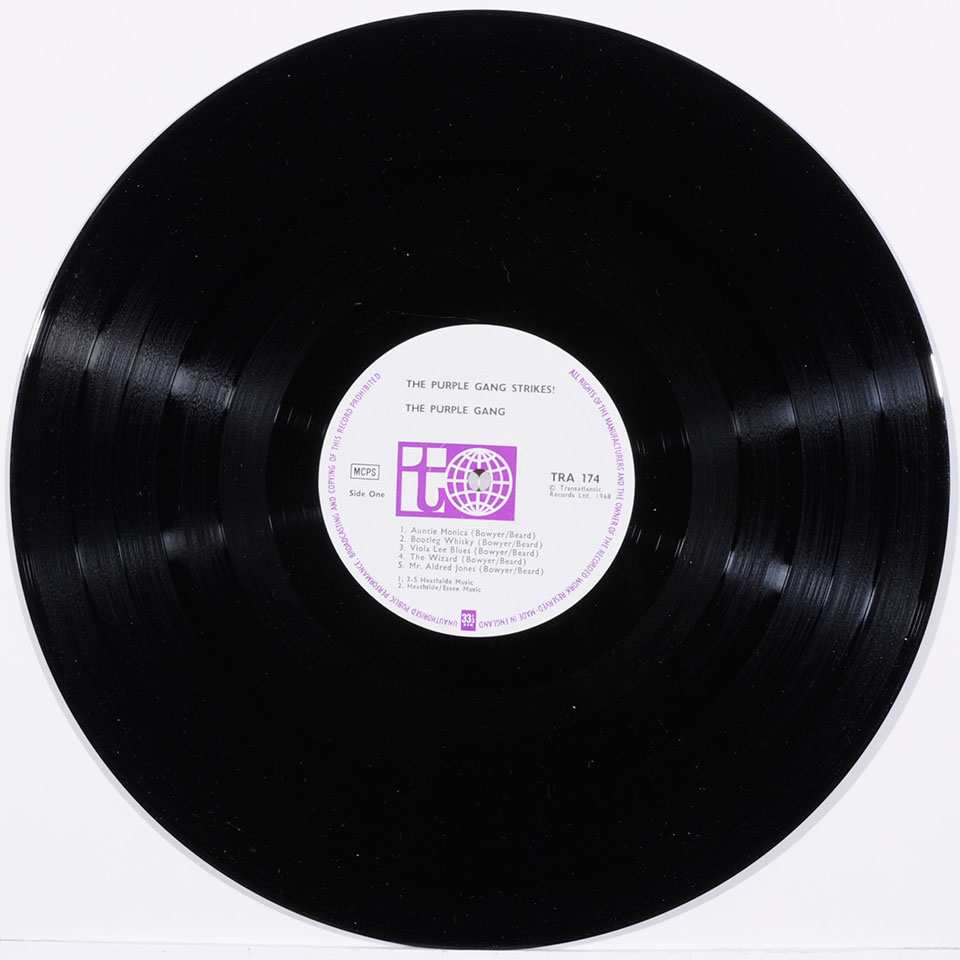 THE PURPLE GANG STRIKES!
THE PURPLE GANG
it
MCPS
Side One
TRA 174
© Transatlantic
Records Ltd. 1968
1. Auntie Monica (Bowyer/Beard)
2. Bootleg Whisky (Bowyer/Beard)
3. Viola Lee Blues (Bowyer/Beard)
4. The Wizard (Bowyer/Beard)
5. Mr. Aldred Jones (Bowyer/Beard)
1, 3-5 Heathside Music
2. Heathside/Essex Music
33⅓
ALL RIGHTS OF THE MANUFACTURERS AND THE OWNER OF THE RECORDED WORK RESERVED-MADE IN ENGLAND
UNAUTHORISED PUBLIC PERFORMANCE, BROADCASTING AND COPYING OF THIS RECORD PROHIBITED